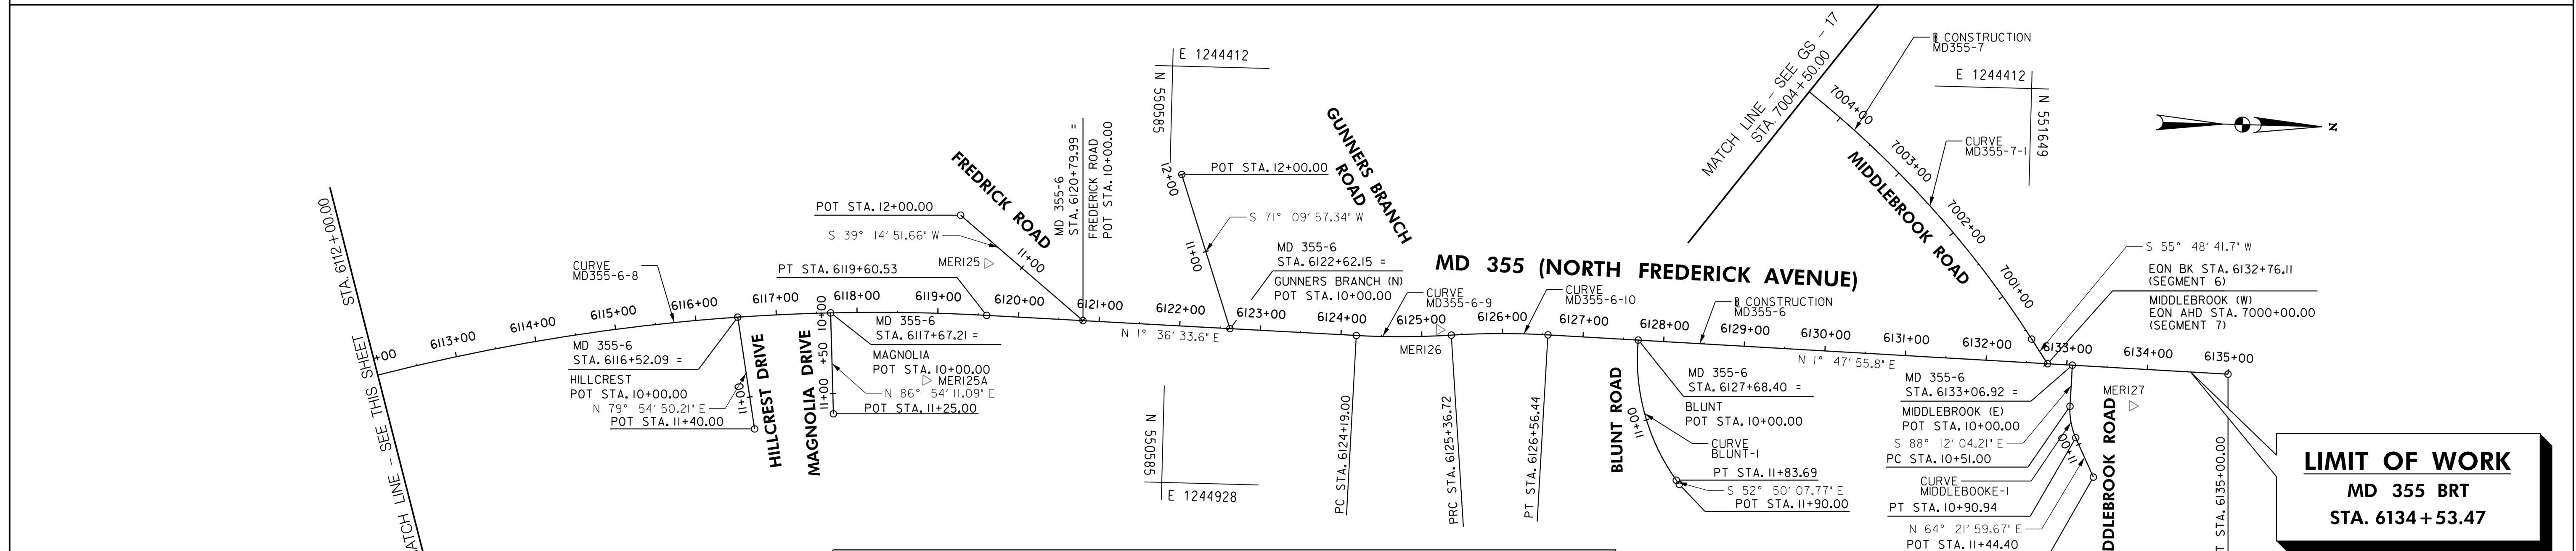 MATCH LINE - SEE THIS SHEET STA. 6112+00.00
+00
6113+00
6114+00
6115+00
6116+00
6117+00
6118+00
6119+00
6120+00
6121+00
6122+00
6123+00
6124+00
6125+00
6126+00
6127+00
6128+00
6129+00
6130+00
6131+00
6132+00
6133+00
6134+00
6135+00
CURVE
MD355-6-8
MD 355-6
STA. 6116+52.09 =
HILLCREST
POT STA. 10+00.00
N 79° 54' 50.21" E
POT STA. 11+40.00
11+00
HILLCREST DRIVE
MAGNOLIA DRIVE
10+00
+50
11+00
MD 355-6
STA. 6117+67.21 =
MAGNOLIA
POT STA. 10+00.00
MER125A
N 86° 54' 11.09" E
POT STA. 11+25.00
PT STA. 6119+60.53
POT STA. 12+00.00
S 39° 14' 51.66" W
MER125
FREDRICK ROAD
11+00
MD 355-6
STA. 6120+79.99 =
FREDERICK ROAD
POT STA. 10+00.00
E 1244412
N 550585
12+00
POT STA. 12+00.00
11+00
S 71° 09' 57.34" W
GUNNERS BRANCH
ROAD
MD 355-6
STA. 6122+62.15 =
GUNNERS BRANCH (N)
POT STA. 10+00.00
N 1° 36' 33.6" E
N 550585
E 1244928
MD 355 (NORTH FREDERICK AVENUE)
CURVE
MD355-6-9
CURVE
MD355-6-10
MER126
PC STA. 6124+19.00
PRC STA. 6125+36.72
PT STA. 6126+56.44
CONSTRUCTION
MD355-6
BLUNT ROAD
11+00
MD 355-6
STA. 6127+68.40 =
BLUNT
POT STA. 10+00.00
CURVE
BLUNT-1
PT STA. 11+83.69
S 52° 50' 07.77" E
POT STA. 11+90.00
N 1° 47' 55.8" E
MATCH LINE - SEE GS - 17
STA. 7004+50.00
CONSTRUCTION
MD355-7
7004+00
7003+00
7002+00
7001+00
CURVE
MD355-7-1
MIDDLEBROOK ROAD
E 1244412
N 551649
N
S 55° 48' 41.7" W
EQN BK STA. 6132+76.11
(SEGMENT 6)
MIDDLEBROOK (W)
EQN AHD STA. 7000+00.00
(SEGMENT 7)
MD 355-6
STA. 6133+06.92 =
MIDDLEBROOK (E)
POT STA. 10+00.00
S 88° 12' 04.21" E
PC STA. 10+51.00
CURVE
MIDDLEBOOKE-1
PT STA. 10+90.94
N 64° 21' 59.67" E
POT STA. 11+44.40
11+00
MER127
DDLEBROOK ROAD
T STA. 6135+00.00
LIMIT OF WORK
MD 355 BRT
STA. 6134+53.47